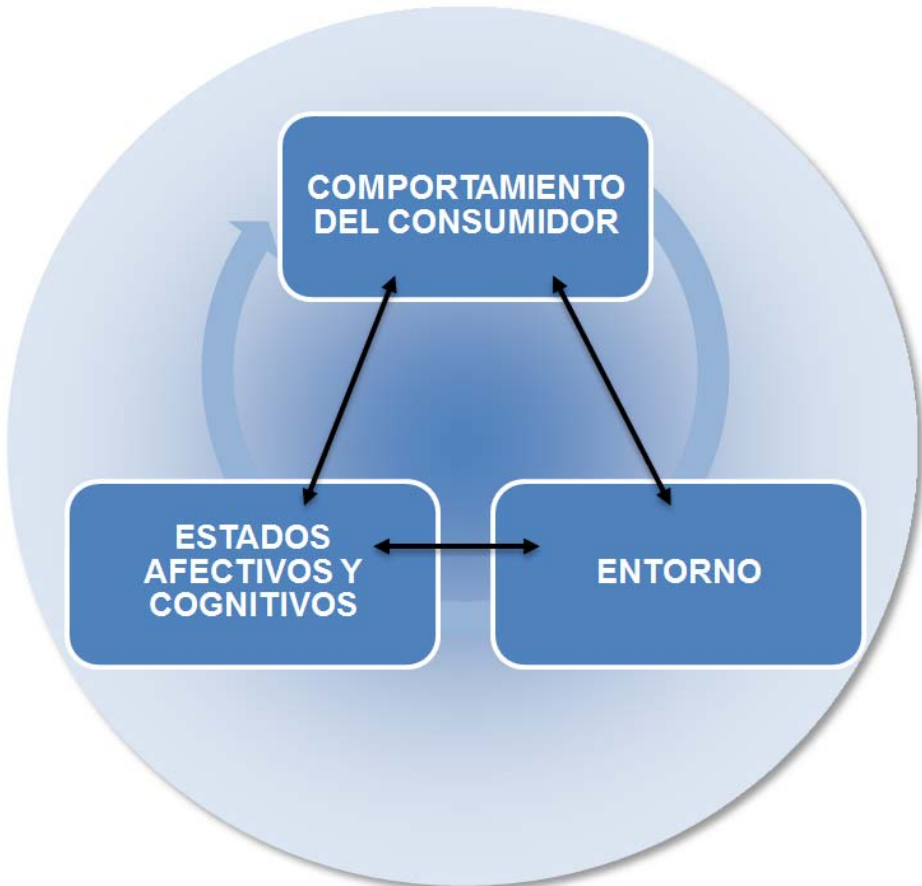 COMPORTAMIENTO
DEL CONSUMIDOR
ESTADOS
AFECTIVOS Y
COGNITIVOS
ENTORNO